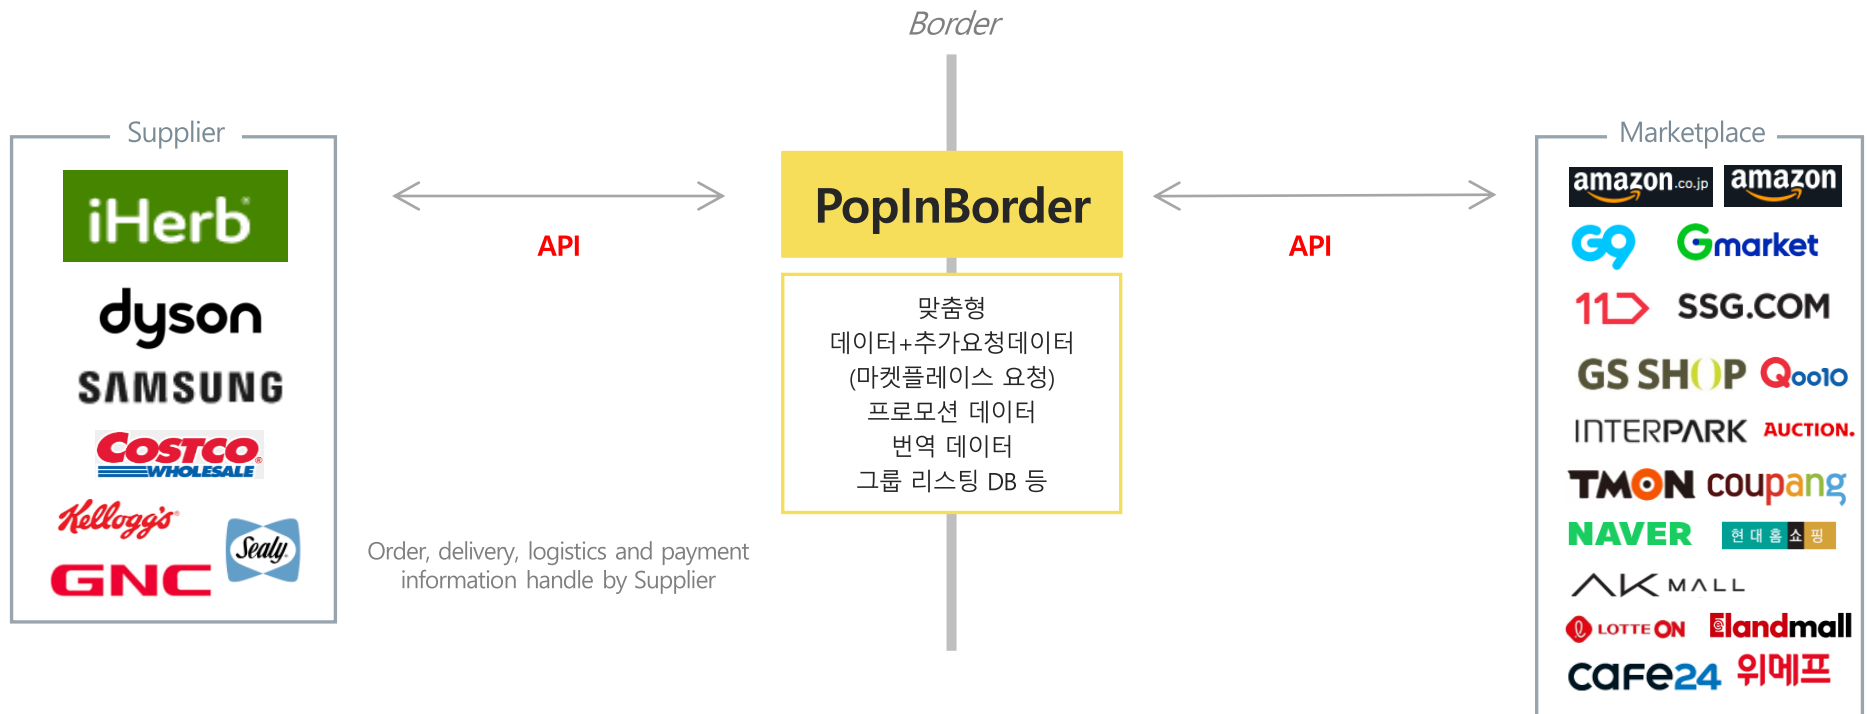 Border
Supplier
iHerb®
dyson
SAMSUNG
COSTCO®
WHOLESALE
Kellogg's®
Sealy®
GNC
API
Order, delivery, logistics and payment
information handle by Supplier
PopInBorder
맞춤형
데이터+추가요청데이터
(마켓플레이스 요청)
프로모션 데이터
번역 데이터
그룹 리스팅 DB 등
API
Marketplace
amazon.co.jp amazon
G9 Gmarket
11 SSG.COM
GS SHOP Qoo10
INTERPARK AUCTION.
TMON coupang
NAVER 현대홈쇼핑
AK MALL
LOTTE ON Elandmall
cafe24 위메프